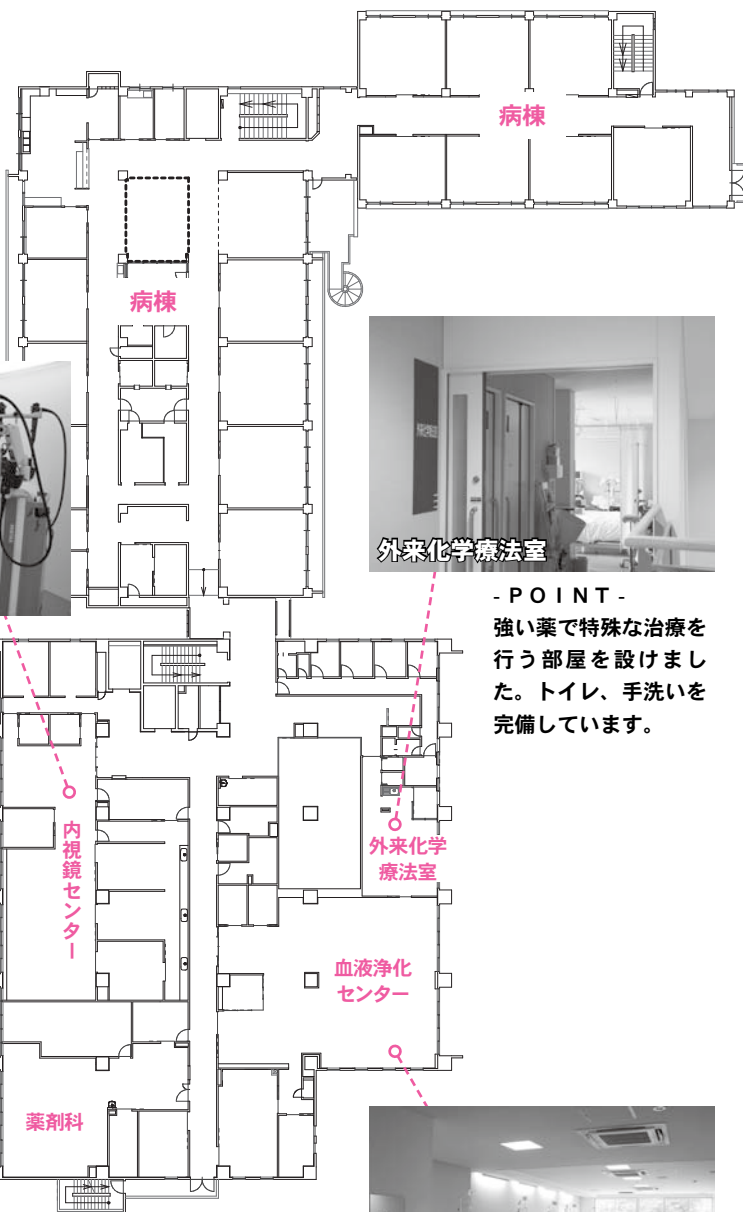 病棟
病棟
外来化学療法室
- P O I N T -
強い薬で特殊な治療を
行う部屋を設けまし
た。トイレ、手洗いを
完備しています。
内視鏡センター
外来化学
療法室
血液浄化
センター
薬剤科